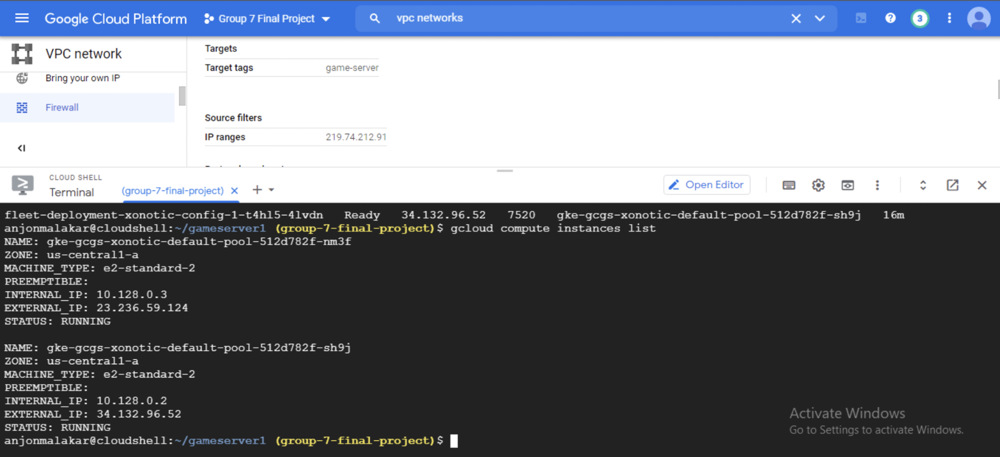 Google Cloud Platform
Group 7 Final Project
vpc networks
3
VPC network
Bring your own IP
Firewall
Targets
Target tags game-server
Source filters
IP ranges 219.74.212.91
CLOUD SHELL
Terminal
(group-7-final-project)
Open Editor
fleet-deployment-xonotic-config-1-t4hl5-4lvdn Ready 34.132.96.52 7520 gke-gcgs-xonotic-default-pool-512d782f-sh9j 16m
anjonmalakar@cloudshell:~/gameserver1 (group-7-final-project)$ gcloud compute instances list
NAME: gke-gcgs-xonotic-default-pool-512d782f-nm3f
ZONE: us-central1-a
MACHINE_TYPE: e2-standard-2
PREEMPTIBLE:
INTERNAL_IP: 10.128.0.3
EXTERNAL_IP: 23.236.59.124
STATUS: RUNNING
NAME: gke-gcgs-xonotic-default-pool-512d782f-sh9j
ZONE: us-central1-a
MACHINE_TYPE: e2-standard-2
PREEMPTIBLE:
INTERNAL_IP: 10.128.0.2
EXTERNAL_IP: 34.132.96.52
STATUS: RUNNING
anjonmalakar@cloudshell:~/gameserver1 (group-7-final-project)$
Activate Windows
Go to Settings to activate Windows.